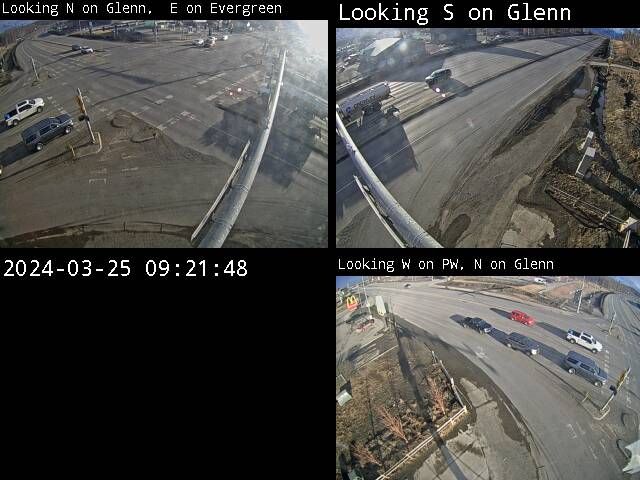 Looking N on Glenn,  E on Evergreen
Looking S on Glenn
2024-03-25 09:21:48
Looking W on PW, N on Glenn